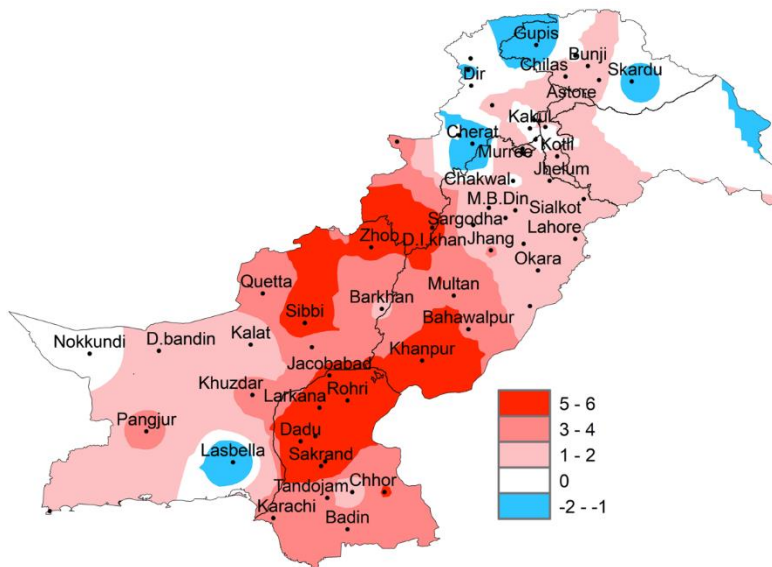 Gupis
Bunji
Chilas
Skardu
Dir
Astore
Kakul
Cherat
Kotli
Murree
Jhelum
Chakwal
M.B.Din
Sialkot
Sargodha
Lahore
Zhob
D.I.khan
Jhang
Okara
Quetta
Multan
Barkhan
Sibbi
Bahawalpur
Nokkundi
D.bandin
Kalat
Khanpur
Jacobabad
Khuzdar
Rohri
Larkana
Pangjur
Dadu
Lasbella
Sakrand
Tandojam
Chhor
Karachi
Badin
5 - 6
3 - 4
1 - 2
0
-2 - -1